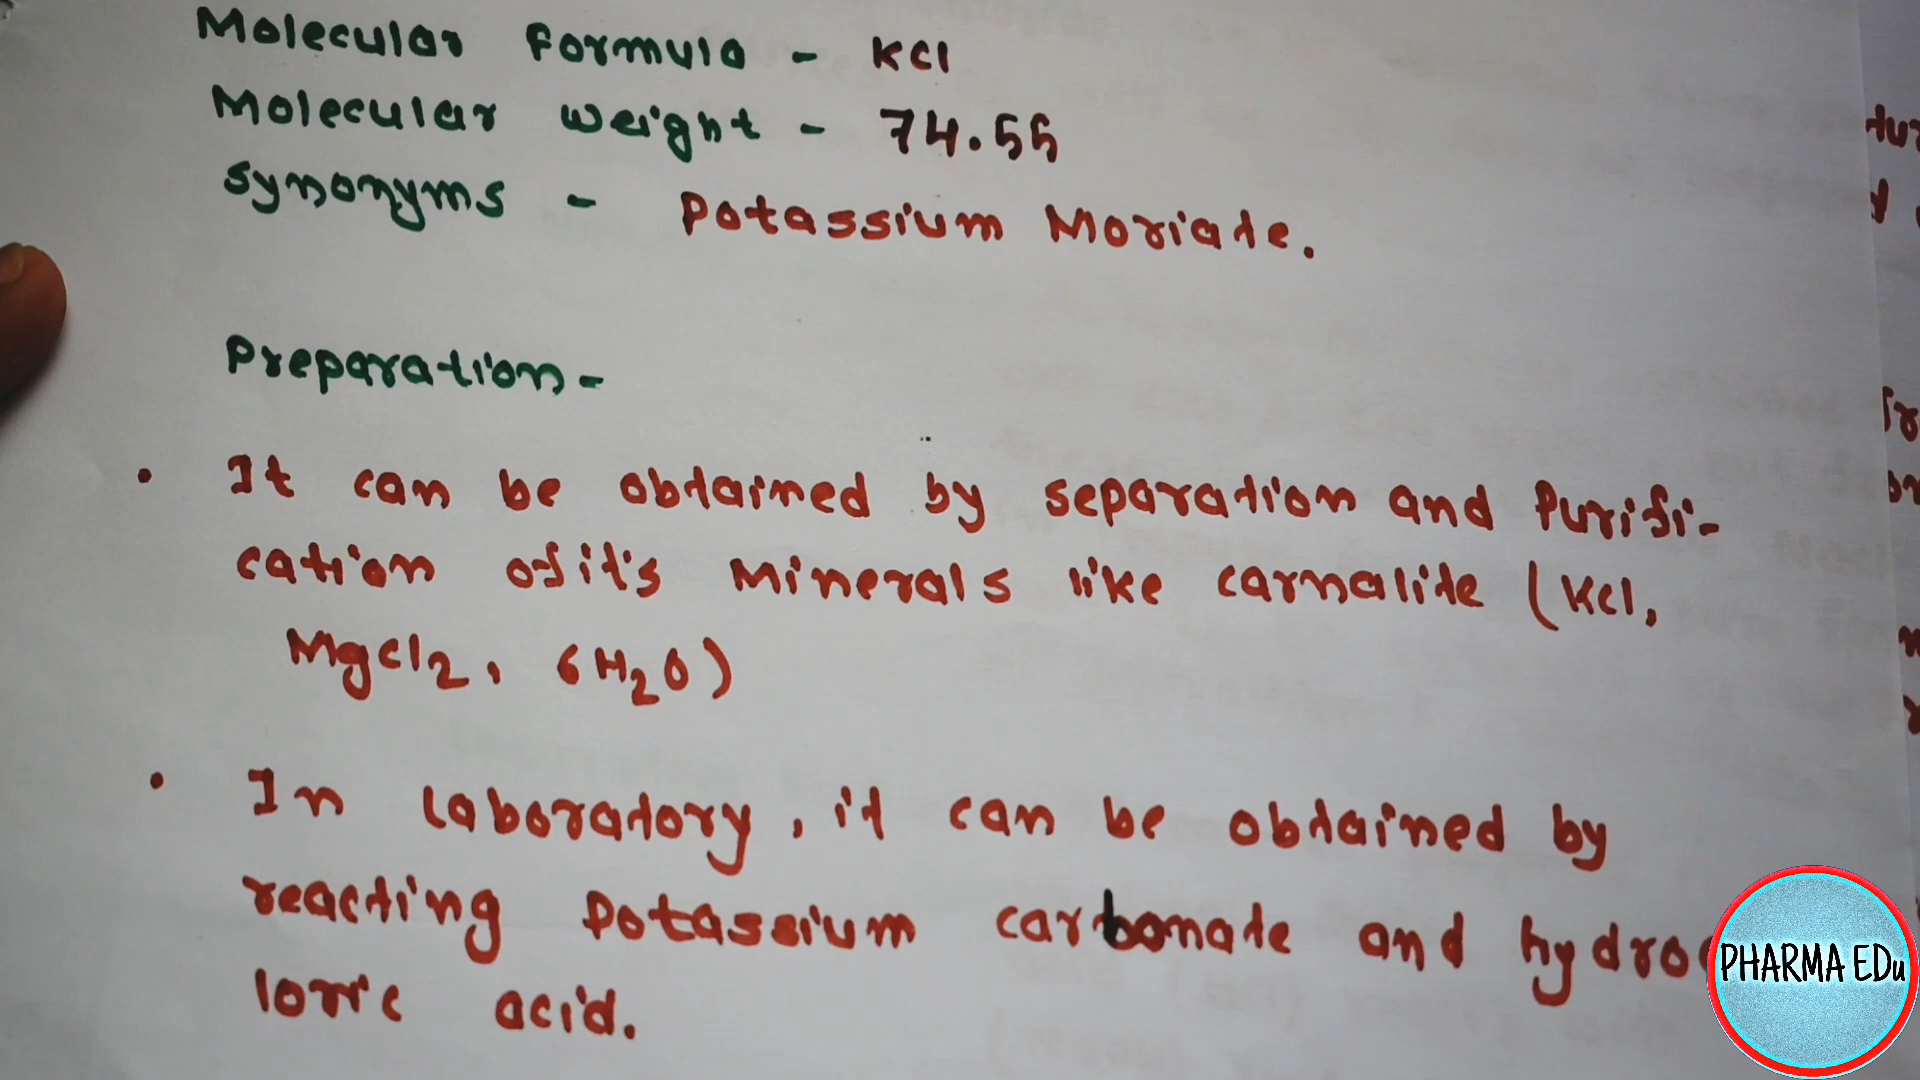 Molecular formula - KCl
Molecular weight - 74.55
synonyms - Potassium Moriate.
Preparation -
• It can be obtained by separation and Purifi-
cation of it's Minerals like carnalite (KCl,
MgCl2, 6H2O)
• In laboratory, it can be obtained by
reacting Potassium carbonate and hydro
loric acid.
PHARMA EDu